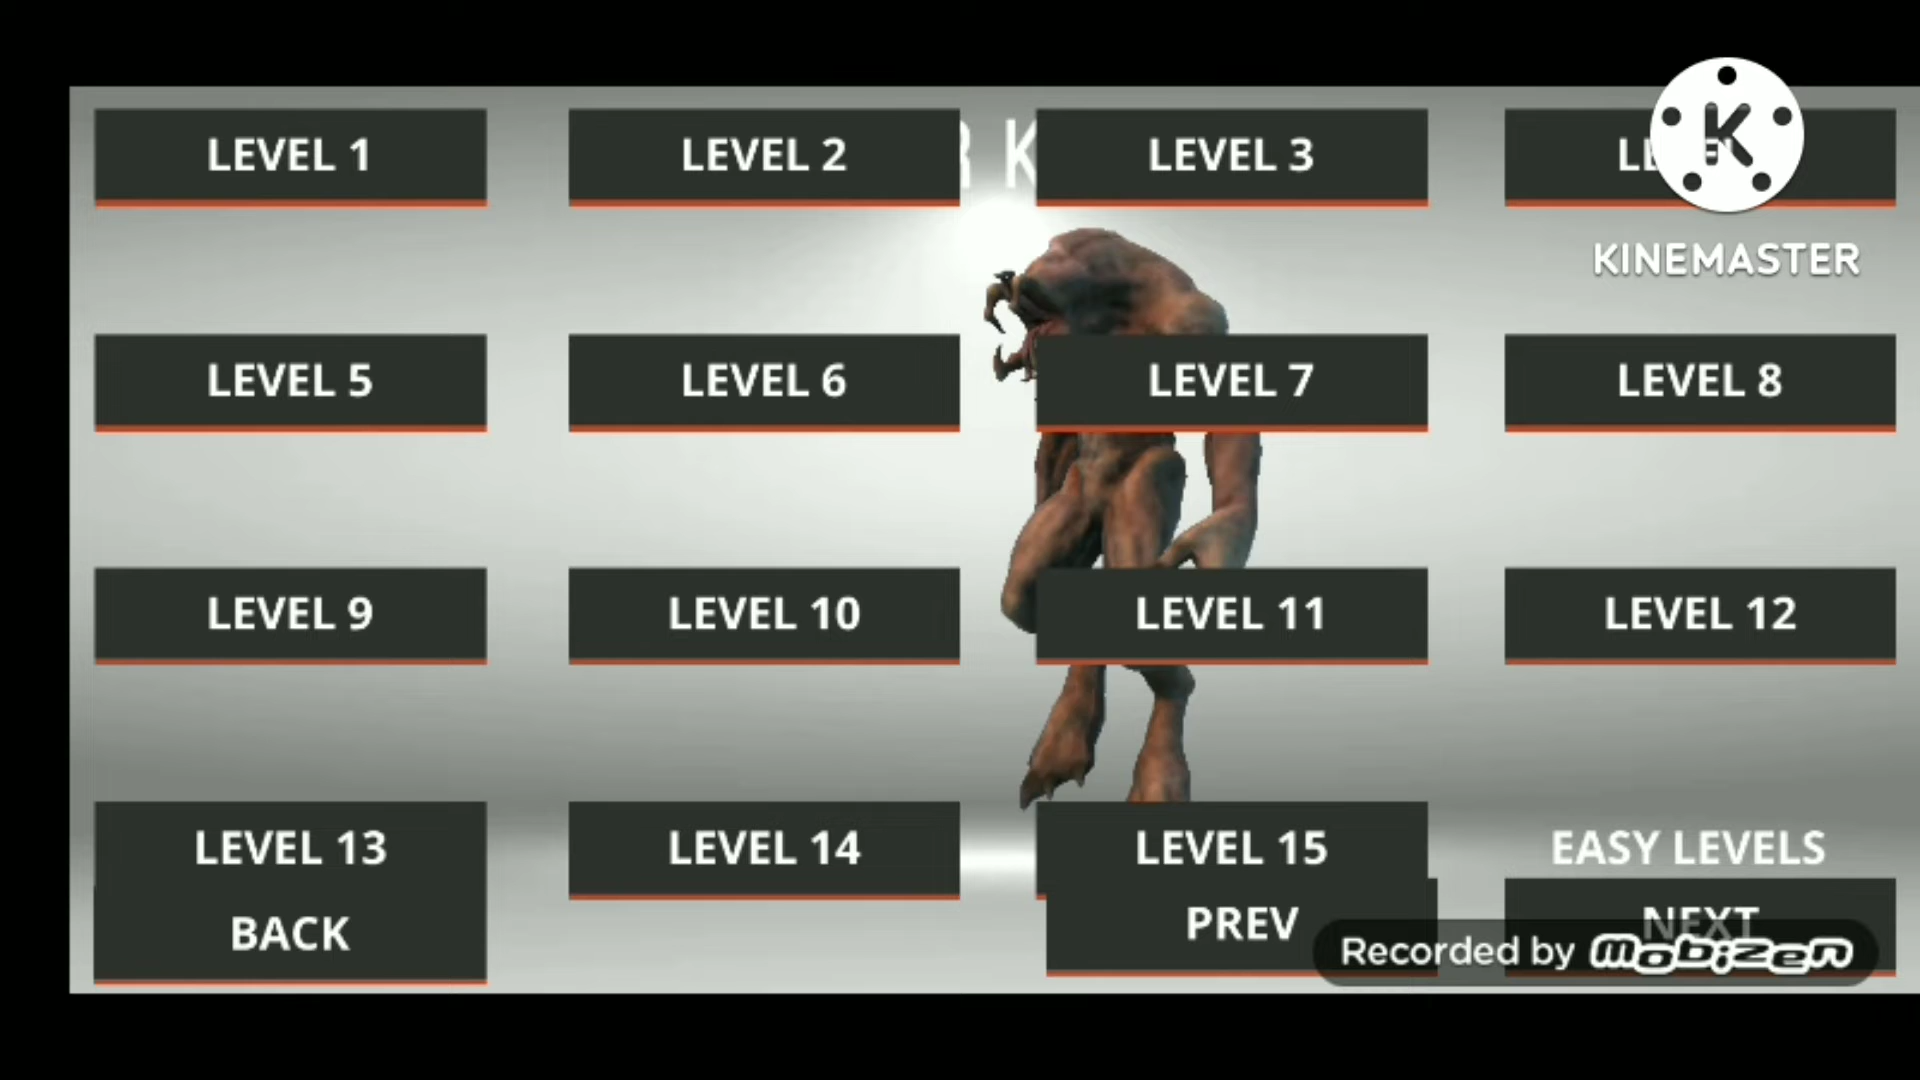 LEVEL 1
LEVEL 2
LEVEL 3
K
KINEMASTER
LEVEL 5
LEVEL 6
LEVEL 7
LEVEL 8
LEVEL 9
LEVEL 10
LEVEL 11
LEVEL 12
LEVEL 13
LEVEL 14
LEVEL 15
EASY LEVELS
BACK
PREV
NEXT
Recorded by mobizen